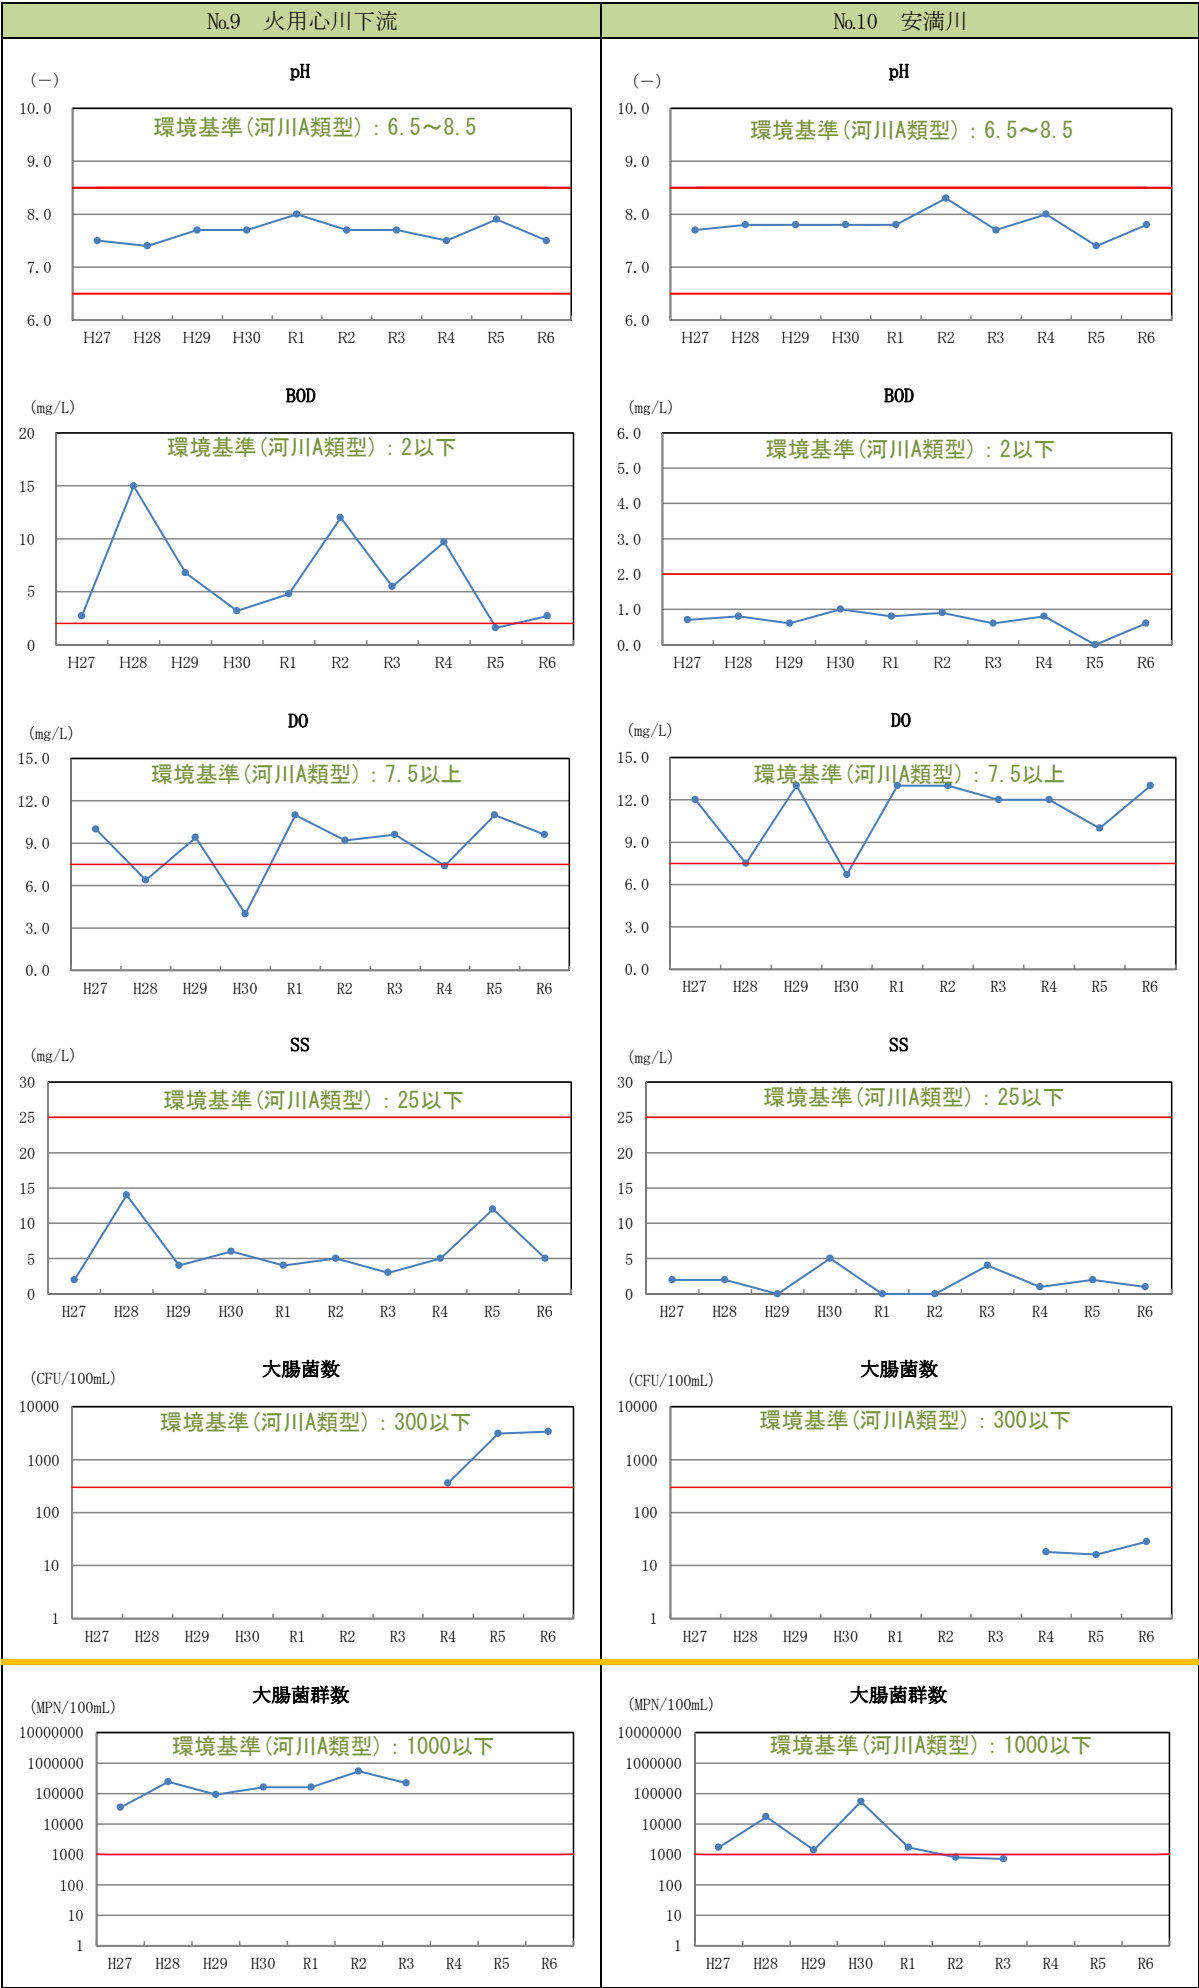 №9　火用心川下流
№10　安満川
pH
(－)
10.0
9.0
8.0
7.0
6.0
環境基準(河川A類型)：6.5～8.5
H27 H28 H29 H30 R1 R2 R3 R4 R5 R6
pH
(－)
10.0
9.0
8.0
7.0
6.0
環境基準(河川A類型)：6.5～8.5
H27 H28 H29 H30 R1 R2 R3 R4 R5 R6
BOD
(mg/L)
20
15
10
5
0
環境基準(河川A類型)：2以下
H27 H28 H29 H30 R1 R2 R3 R4 R5 R6
BOD
(mg/L)
6.0
5.0
4.0
3.0
2.0
1.0
0.0
環境基準(河川A類型)：2以下
H27 H28 H29 H30 R1 R2 R3 R4 R5 R6
DO
(mg/L)
15.0
12.0
9.0
6.0
3.0
0.0
環境基準(河川A類型)：7.5以上
H27 H28 H29 H30 R1 R2 R3 R4 R5 R6
DO
(mg/L)
15.0
12.0
9.0
6.0
3.0
0.0
環境基準(河川A類型)：7.5以上
H27 H28 H29 H30 R1 R2 R3 R4 R5 R6
SS
(mg/L)
30
25
20
15
10
5
0
環境基準(河川A類型)：25以下
H27 H28 H29 H30 R1 R2 R3 R4 R5 R6
SS
(mg/L)
30
25
20
15
10
5
0
環境基準(河川A類型)：25以下
H27 H28 H29 H30 R1 R2 R3 R4 R5 R6
大腸菌数
(CFU/100mL)
10000
1000
100
10
1
環境基準(河川A類型)：300以下
H27 H28 H29 H30 R1 R2 R3 R4 R5 R6
大腸菌数
(CFU/100mL)
10000
1000
100
10
1
環境基準(河川A類型)：300以下
H27 H28 H29 H30 R1 R2 R3 R4 R5 R6
大腸菌群数
(MPN/100mL)
10000000
1000000
100000
10000
1000
100
10
1
環境基準(河川A類型)：1000以下
H27 H28 H29 H30 R1 R2 R3 R4 R5 R6
大腸菌群数
(MPN/100mL)
10000000
1000000
100000
10000
1000
100
10
1
環境基準(河川A類型)：1000以下
H27 H28 H29 H30 R1 R2 R3 R4 R5 R6